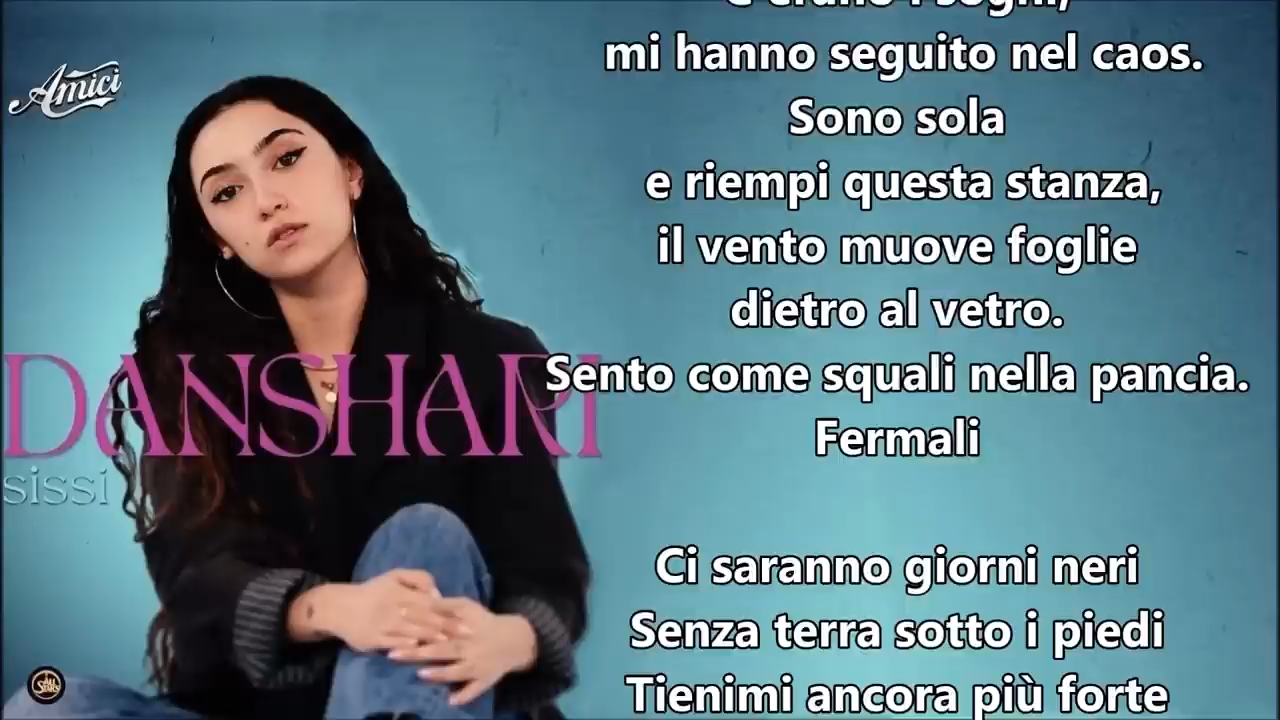 Amici
DANSHARI
sissi
ALL
STARS
mi hanno seguito nel caos.
Sono sola
e riempi questa stanza,
il vento muove foglie
dietro al vetro.
Sento come squali nella pancia.
Fermali
Ci saranno giorni neri
Senza terra sotto i piedi
Tienimi ancora più forte